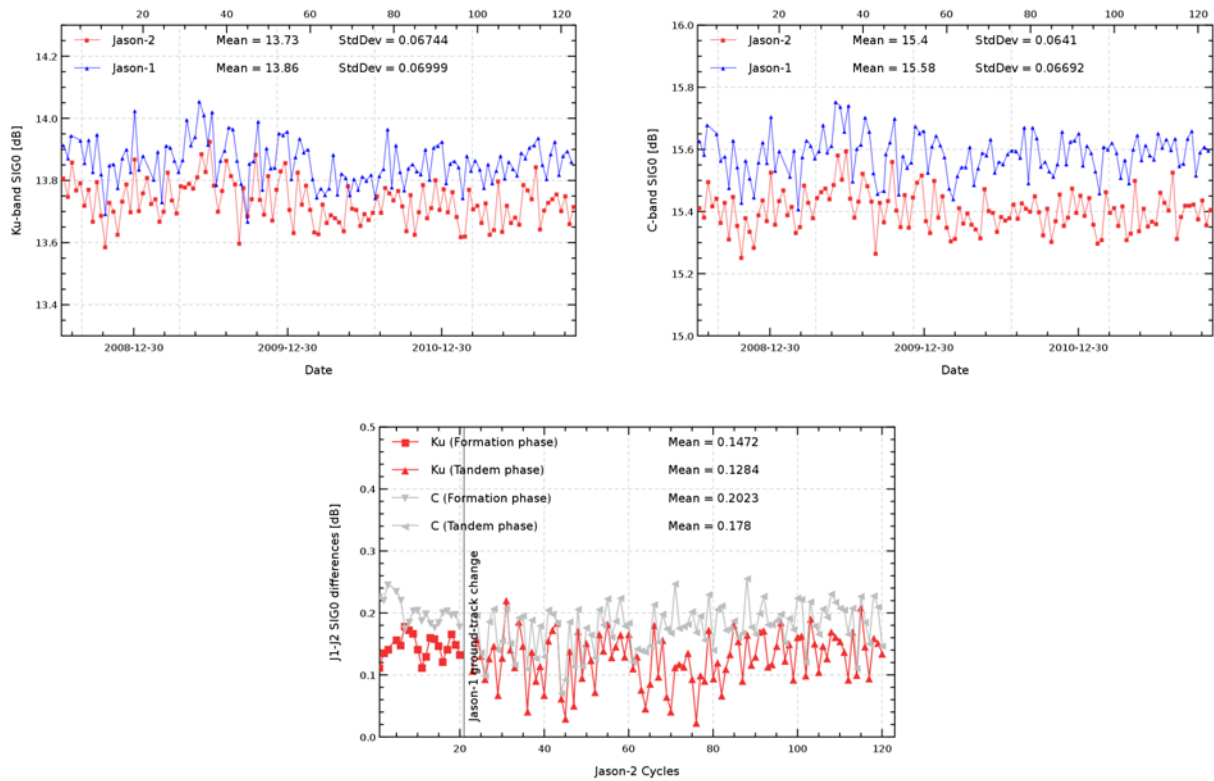 20 40 60 80 100 120
Jason-2 Mean = 13.73 StdDev = 0.06744
Jason-1 Mean = 13.86 StdDev = 0.06999
14.2
14.0
13.8
13.6
13.4
Ku-band SIG0 [dB]
2008-12-30 2009-12-30 2010-12-30
Date
20 40 60 80 100 120
Jason-2 Mean = 15.4 StdDev = 0.0641
Jason-1 Mean = 15.58 StdDev = 0.06692
16.0
15.8
15.6
15.4
15.2
15.0
C-band SIG0 [dB]
2008-12-30 2009-12-30 2010-12-30
Date
Ku (Formation phase) Mean = 0.1472
Ku (Tandem phase) Mean = 0.1284
C (Formation phase) Mean = 0.2023
C (Tandem phase) Mean = 0.178
0.5
0.4
0.3
0.2
0.1
0.0
J1-J2 SIG0 differences [dB]
Jason-1 ground-track change
20 40 60 80 100 120
Jason-2 Cycles